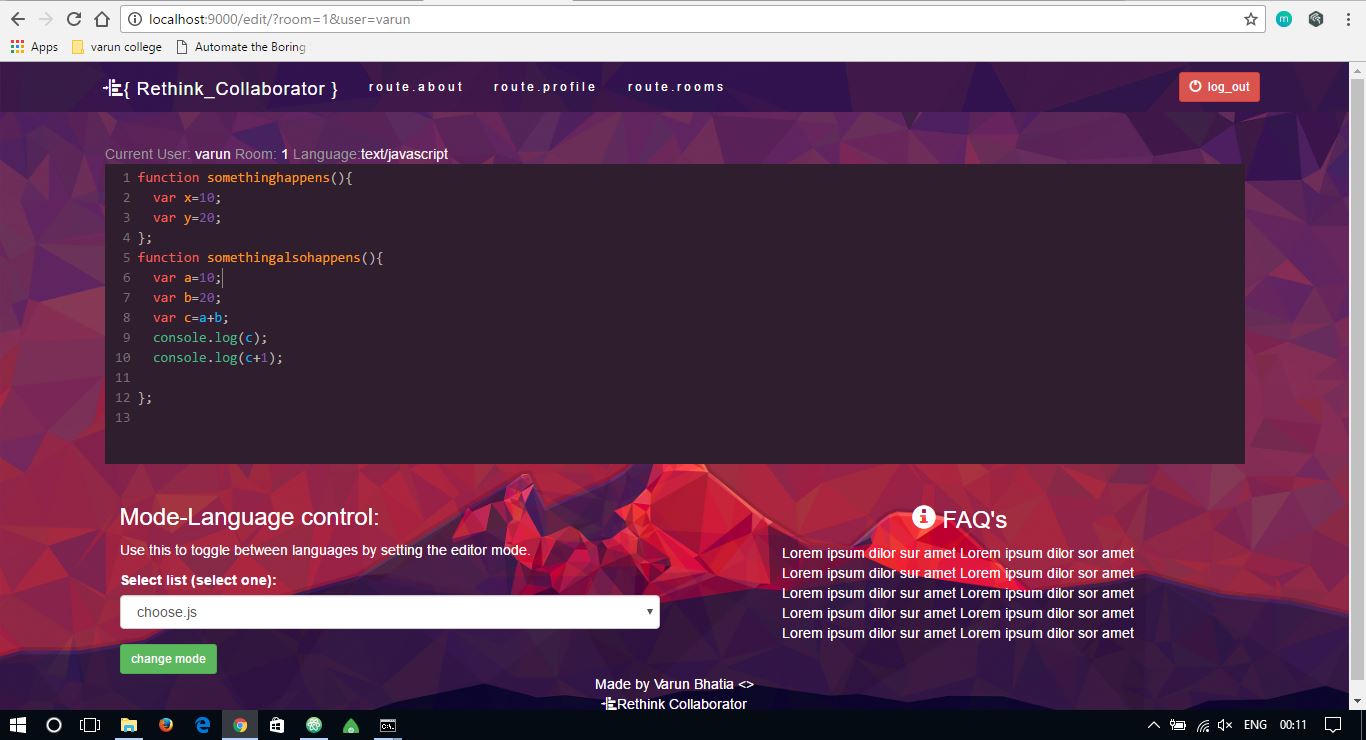 localhost:9000/edit/?room=1&user=varun
m
Apps varun college Automate the Boring
{ Rethink_Collaborator } route.about route.profile route.rooms log_out
Current User: varun Room: 1 Language:text/javascript
1 function somethinghappens(){
2 var x=10;
3 var y=20;
4 };
5 function somethingalsohappens(){
6 var a=10;
7 var b=20;
8 var c=a+b;
9 console.log(c);
10 console.log(c+1);
11
12 };
13
Mode-Language control:
Use this to toggle between languages by setting the editor mode.
Select list (select one):
choose.js
change mode
FAQ's
Lorem ipsum dilor sur amet Lorem ipsum dilor sor amet
Lorem ipsum dilor sur amet Lorem ipsum dilor sor amet
Lorem ipsum dilor sur amet Lorem ipsum dilor sor amet
Lorem ipsum dilor sur amet Lorem ipsum dilor sor amet
Lorem ipsum dilor sur amet Lorem ipsum dilor sor amet
Made by Varun Bhatia <>
Rethink Collaborator
ENG 00:11